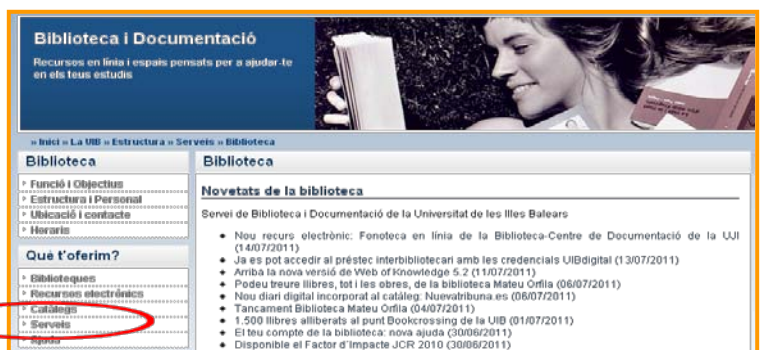 Biblioteca i Documentació
Recursos en línia i espais pensats per a ajudar-te
en els teus estudis
» Inici » La UIB » Estructura » Serveis » Biblioteca
Biblioteca
› Funció i Objectius
› Estructura i Personal
› Ubicació i contacte
› Horaris
Què t'oferim?
› Biblioteques
› Recursos electrònics
› Catàlegs
› Serveis
› Ajuda
Biblioteca
Novetats de la biblioteca
Servei de Biblioteca i Documentació de la Universitat de les Illes Balears
Nou recurs electrònic: Fonoteca en línia de la Biblioteca-Centre de Documentació de la UJI
(14/07/2011)
Ja es pot accedir al préstec interbibliotecari amb les credencials UIBdigital (13/07/2011)
Arriba la nova versió de Web of Knowledge 5.2 (11/07/2011)
Podeu treure llibres, tot i les obres, de la biblioteca Mateu Orfila (06/07/2011)
Nou diari digital incorporat al catàleg: Nuevatribuna.es (06/07/2011)
Tancament Biblioteca Mateu Orfila (04/07/2011)
1.500 llibres alliberats al punt Bookcrossing de la UIB (01/07/2011)
El teu compte de la biblioteca: nova ajuda (30/06/2011)
Disponible el Factor d'Impacte JCR 2010 (30/06/2011)